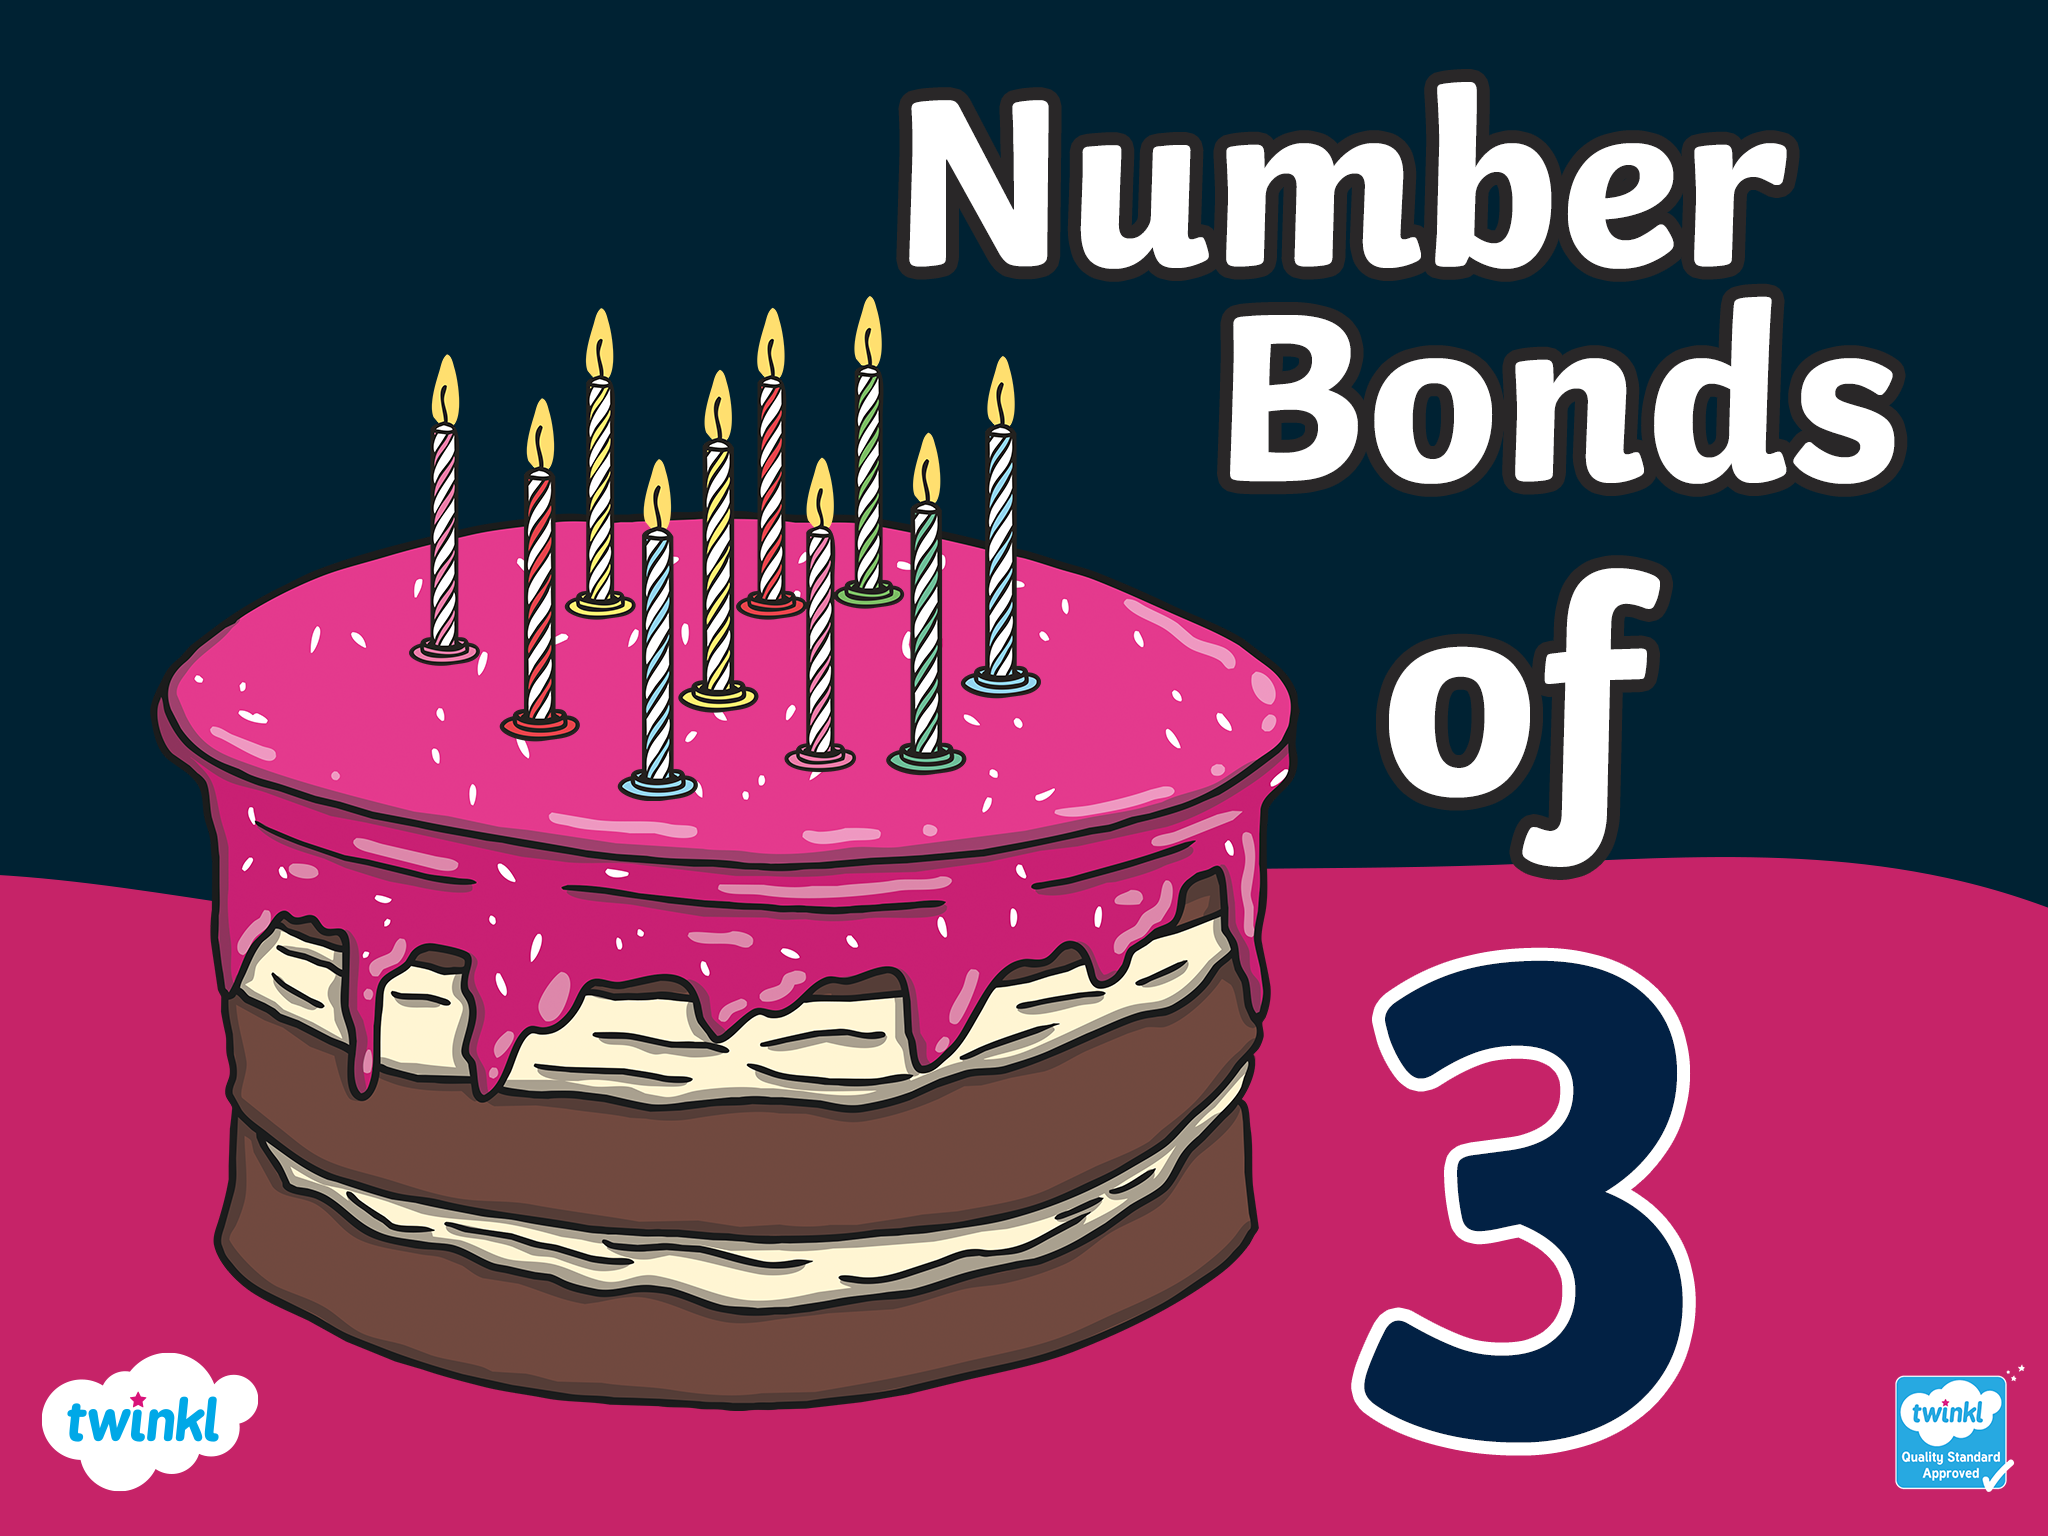 Number
Bonds
of
3
twinkl
twinkl
Quality Standard
Approved